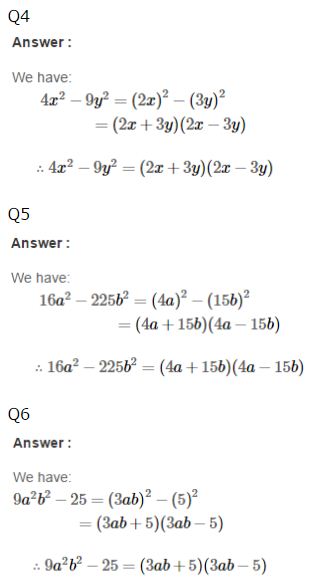 Q4
Answer :
We have:
4x² − 9y² = (2x)² − (3y)²
= (2x + 3y)(2x − 3y)
∴ 4x² − 9y² = (2x + 3y)(2x − 3y)
Q5
Answer :
We have:
16a² − 225b² = (4a)² − (15b)²
= (4a + 15b)(4a − 15b)
∴ 16a² − 225b² = (4a + 15b)(4a − 15b)
Q6
Answer :
We have:
9a²b² − 25 = (3ab)² − (5)²
= (3ab + 5)(3ab − 5)
∴ 9a²b² − 25 = (3ab + 5)(3ab − 5)